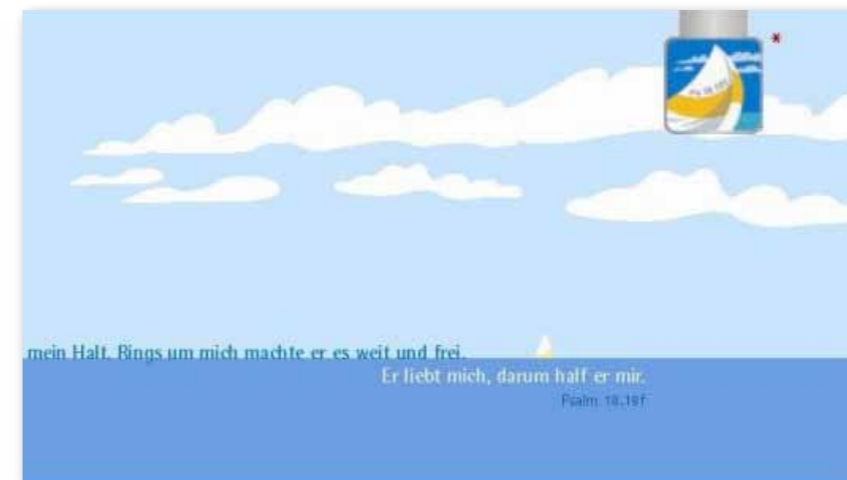 mein Halt. Rings um mich machte er es weit und frei.
Er liebt mich, darum half er mir.
Psalm 18,19f